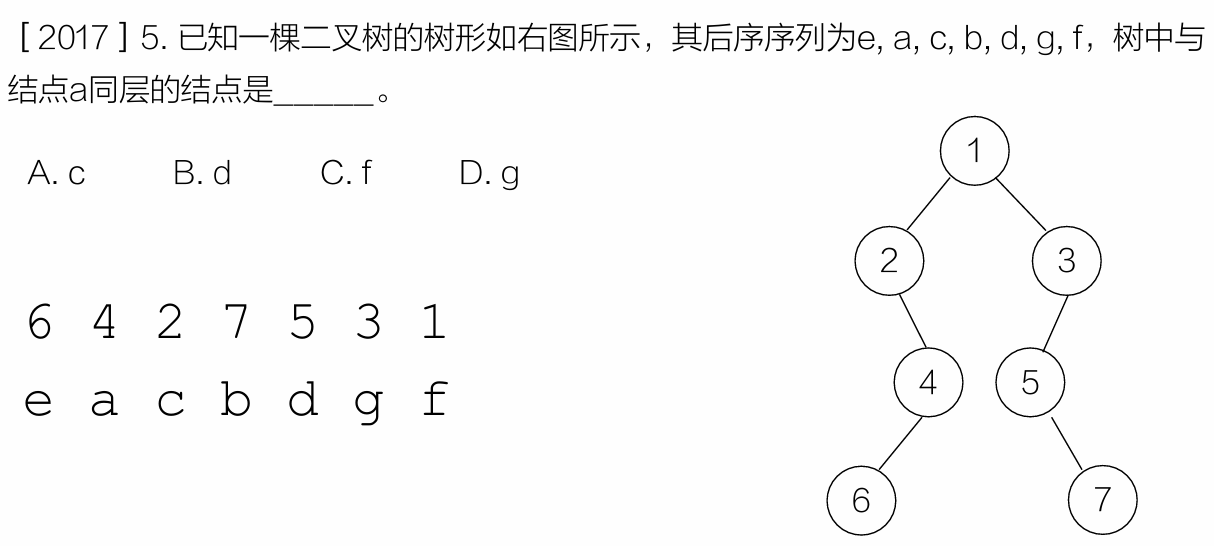 [ 2017 ] 5. 已知一棵二叉树的树形如右图所示，其后序序列为e, a, c, b, d, g, f，树中与
结点a同层的结点是_____。
A. c B. d C. f D. g
1
2 3
6 4 2 7 5 3 1
e a c b d g f
4 5
6 7